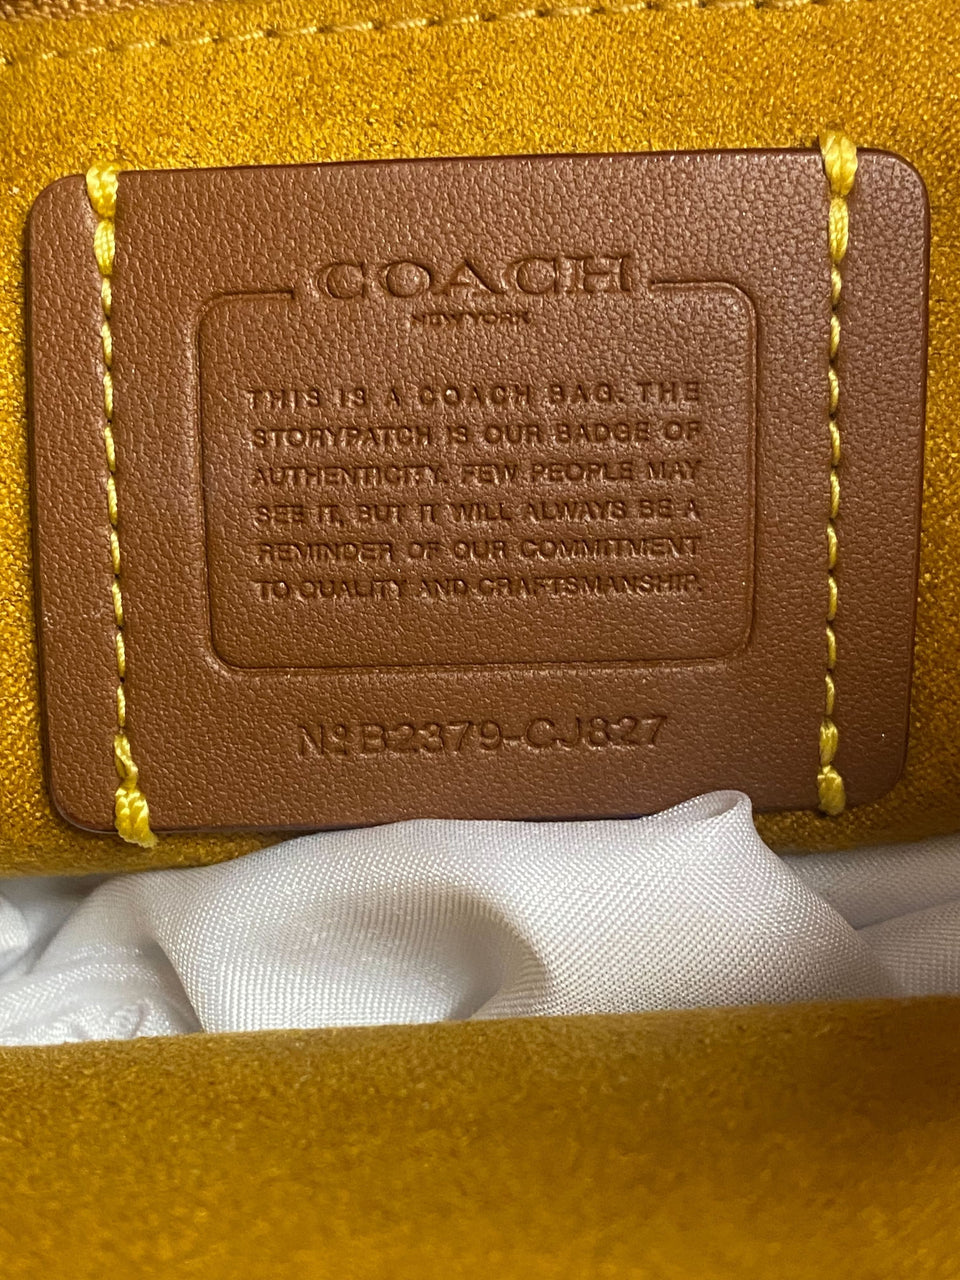 COACH
NEW YORK
THIS IS A COACH BAG. THE
STORYPATCH IS OUR BADGE OF
AUTHENTICITY. FEW PEOPLE MAY
SEE IT, BUT IT WILL ALWAYS BE A
REMINDER OF OUR COMMITMENT
TO QUALITY AND CRAFTSMANSHIP.
Nº B2379-CJ827